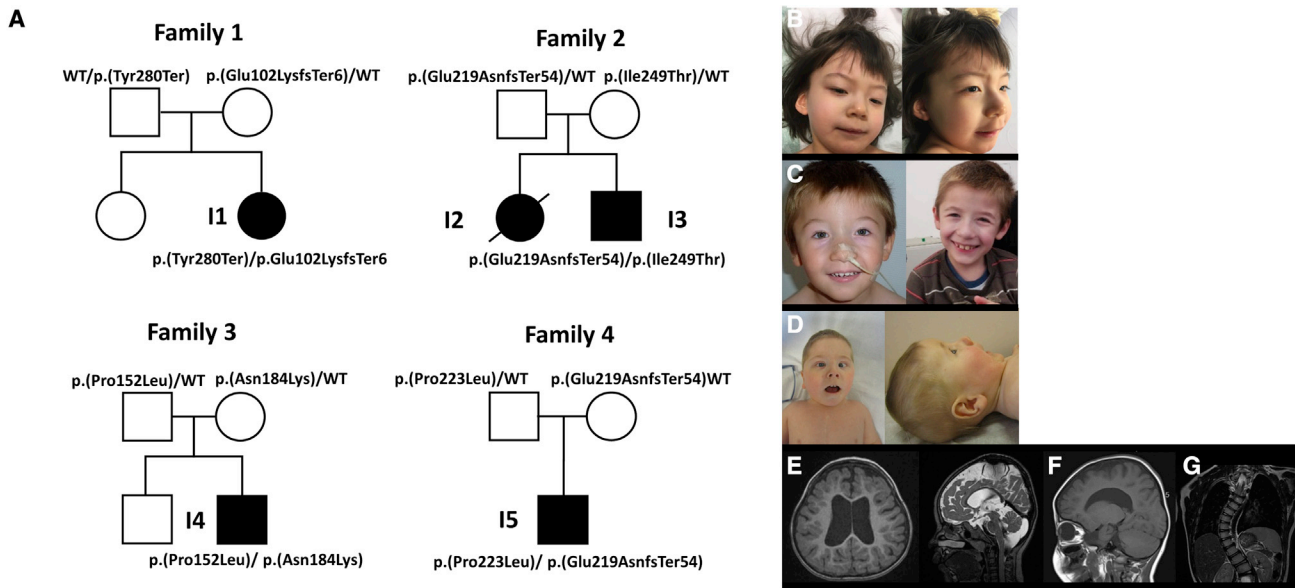 A
Family 1
WT/p.(Tyr280Ter) p.(Glu102LysfsTer6)/WT
I1
p.(Tyr280Ter)/p.Glu102LysfsTer6
Family 2
p.(Glu219AsnfsTer54)/WT p.(Ile249Thr)/WT
I2 I3
p.(Glu219AsnfsTer54)/p.(Ile249Thr)
Family 3
p.(Pro152Leu)/WT p.(Asn184Lys)/WT
I4
p.(Pro152Leu)/ p.(Asn184Lys)
Family 4
p.(Pro223Leu)/WT p.(Glu219AsnfsTer54)WT
I5
p.(Pro223Leu)/ p.(Glu219AsnfsTer54)
B
C
D
E F G
5